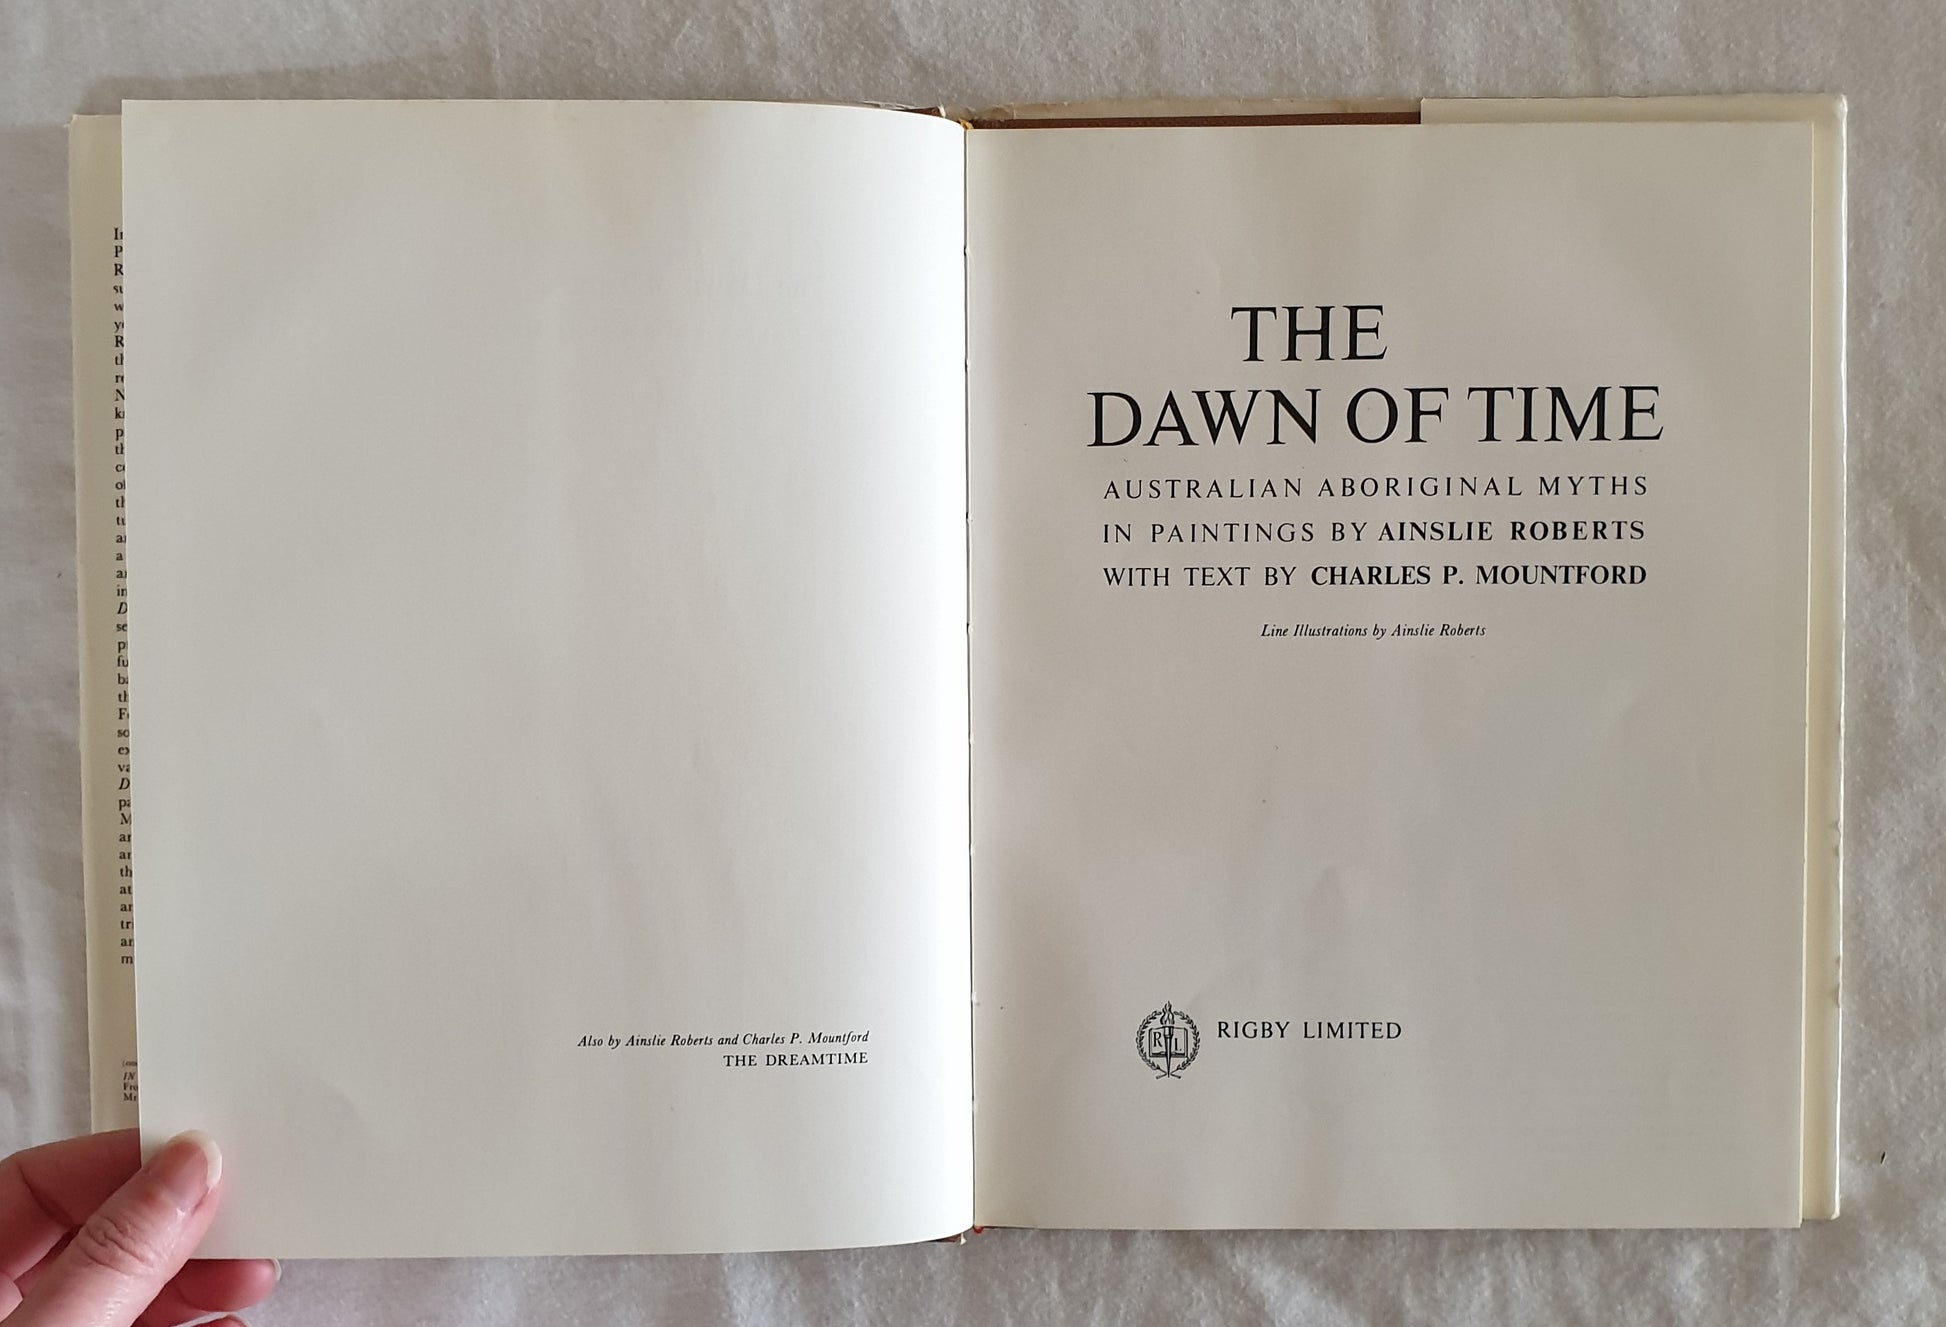 Also by Ainslie Roberts and Charles P. Mountford
THE DREAMTIME
THE
DAWN OF TIME
AUSTRALIAN ABORIGINAL MYTHS
IN PAINTINGS BY AINSLIE ROBERTS
WITH TEXT BY CHARLES P. MOUNTFORD
Line Illustrations by Ainslie Roberts
R L
RIGBY LIMITED